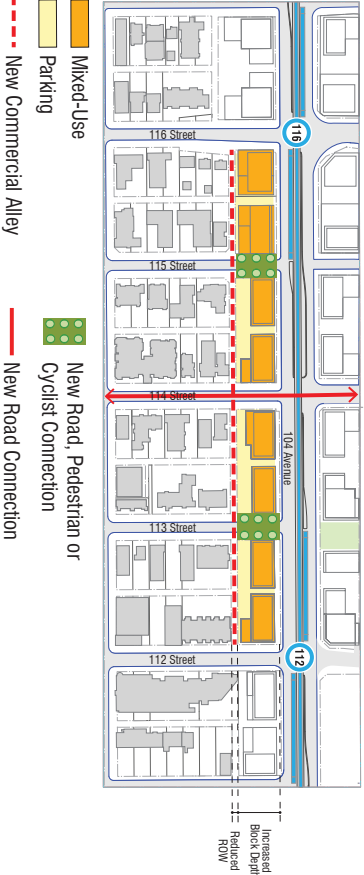 116
116 Street
115 Street
114 Street
104 Avenue
113 Street
112
112 Street
Increased
Block Depth
Reduced
ROW
Mixed-Use
Parking
New Commercial Alley
New Road, Pedestrian or
Cyclist Connection
New Road Connection